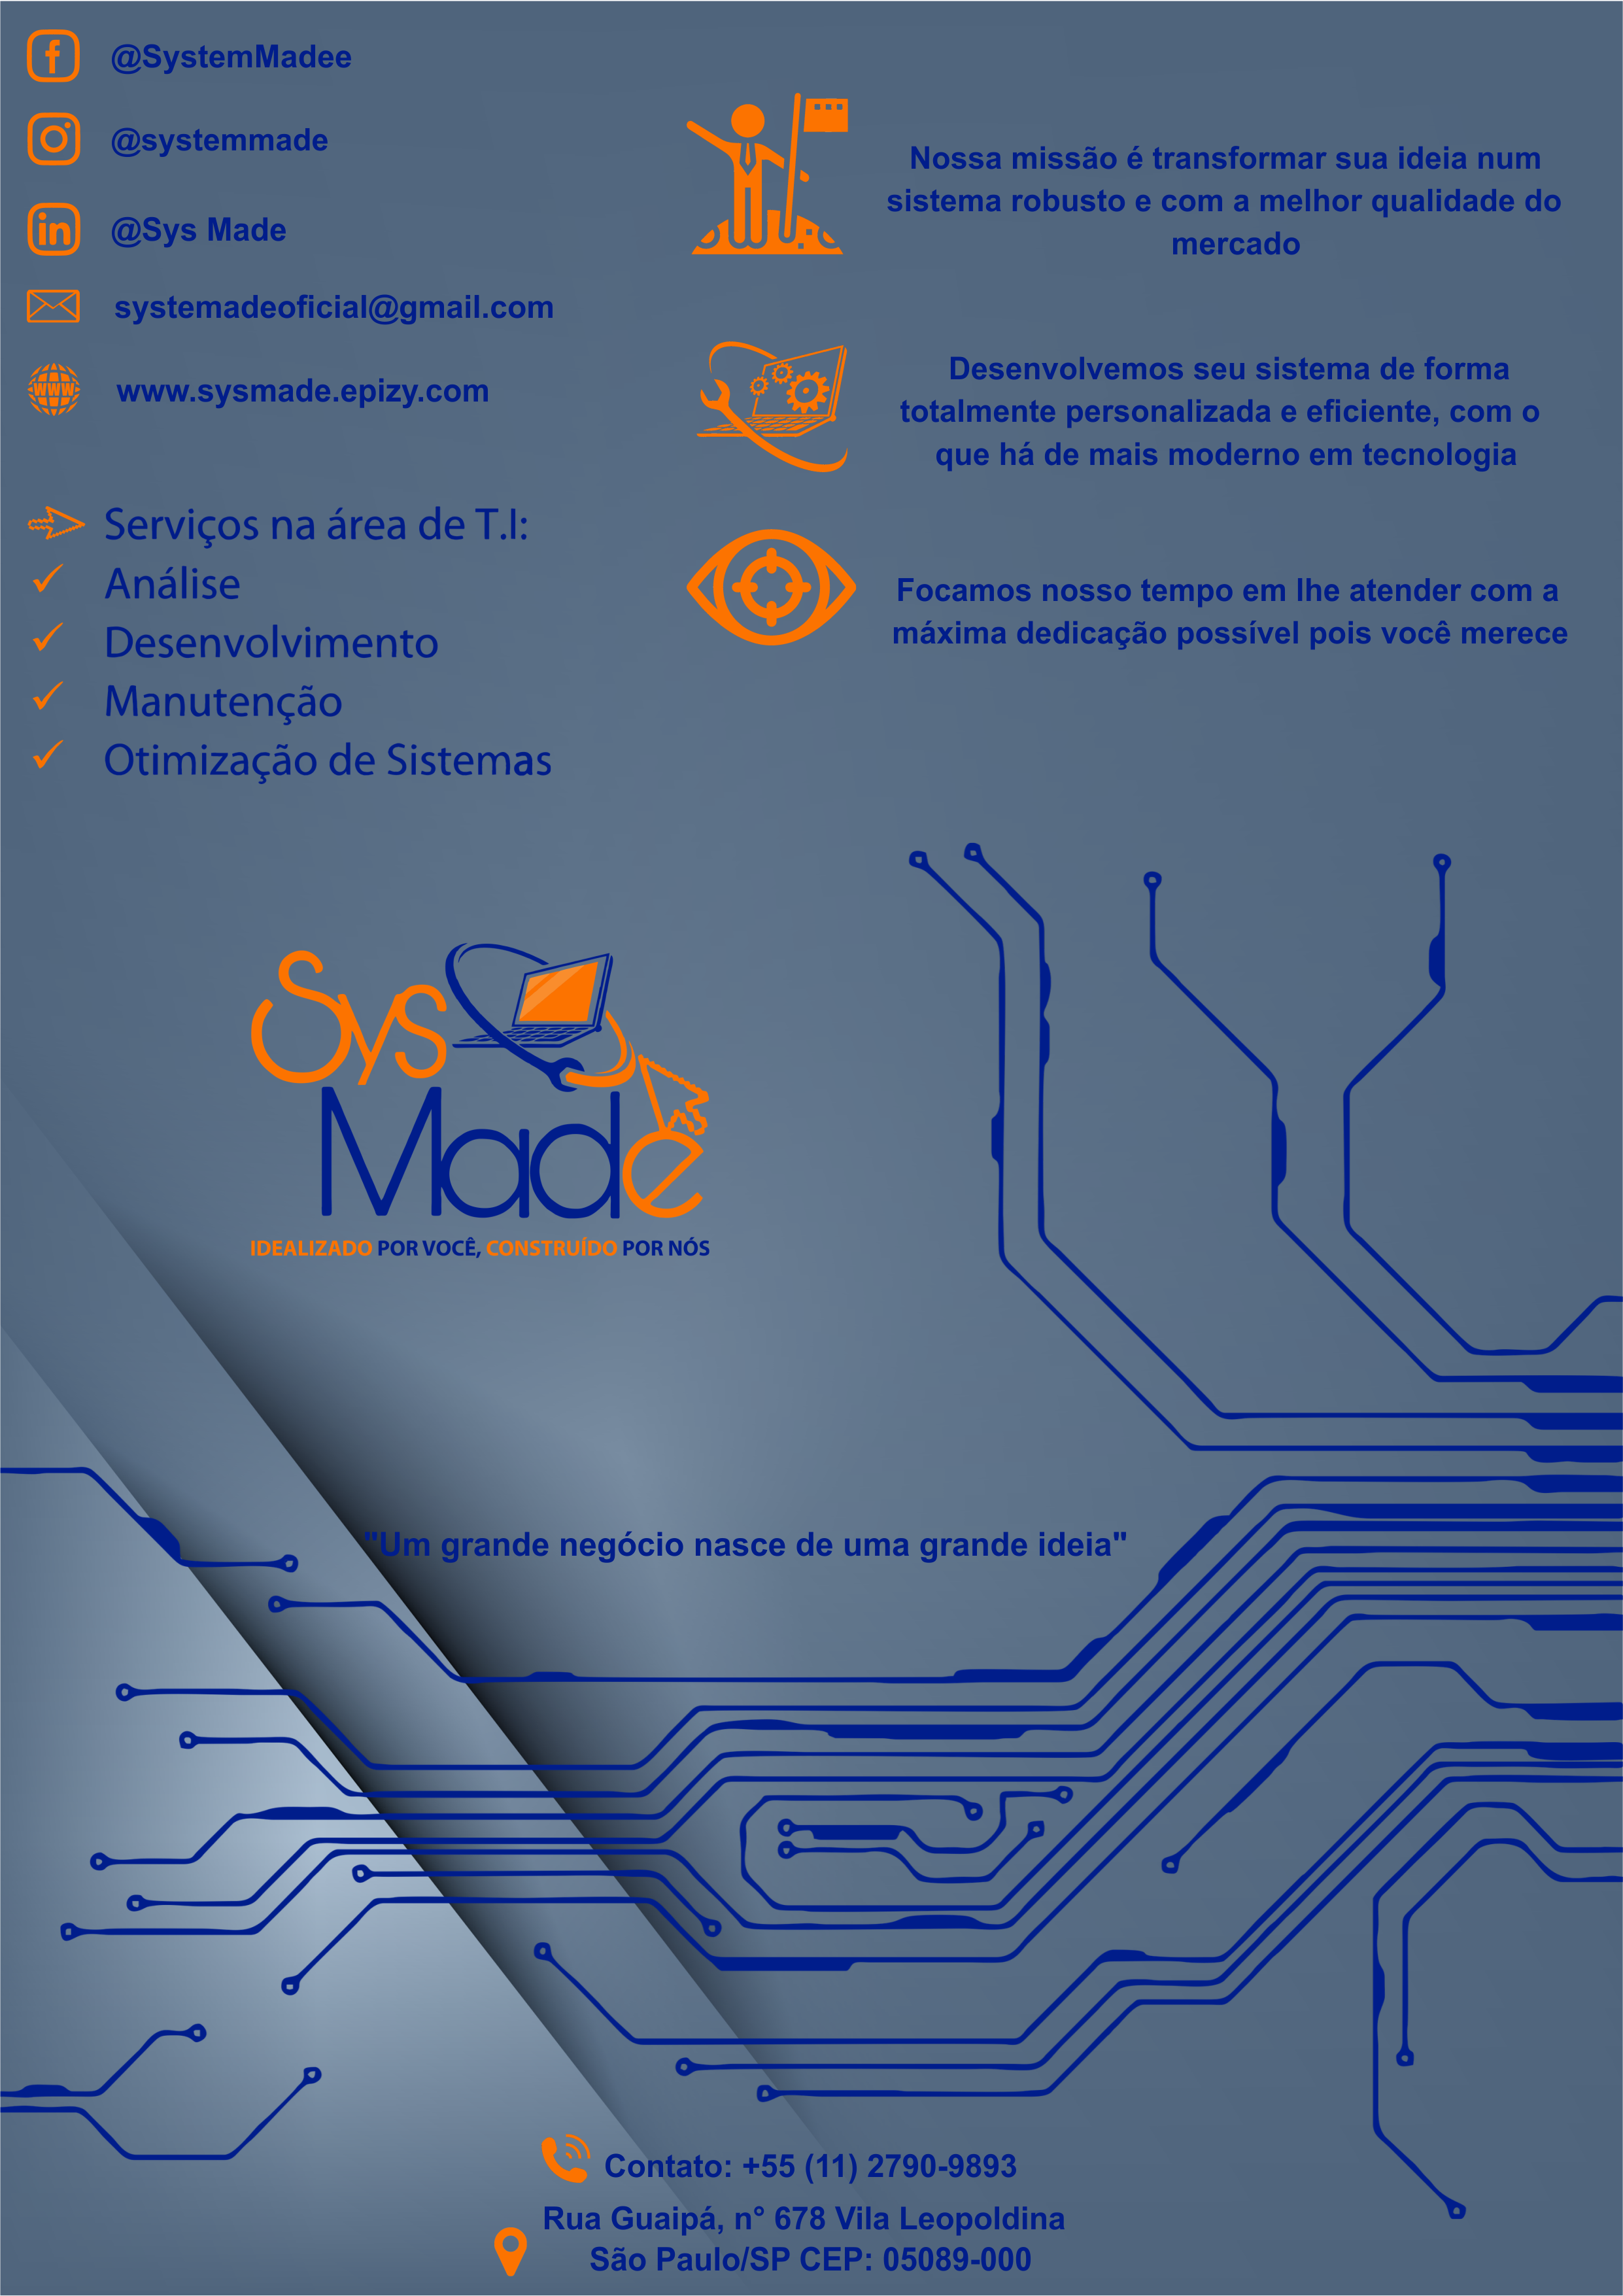 @SystemMadee
@systemmade
@Sys Made
systemadeoficial@gmail.com
www.sysmade.epizy.com
Serviços na área de T.I:
Análise
Desenvolvimento
Manutenção
Otimização de Sistemas
Nossa missão é transformar sua ideia num
sistema robusto e com a melhor qualidade do
mercado
Desenvolvemos seu sistema de forma
totalmente personalizada e eficiente, com o
que há de mais moderno em tecnologia
Focamos nosso tempo em lhe atender com a
máxima dedicação possível pois você merece
Sys
Made
IDEALIZADO POR VOCÊ, CONSTRUÍDO POR NÓS
"Um grande negócio nasce de uma grande ideia"
Contato: +55 (11) 2790-9893
Rua Guaipá, n° 678 Vila Leopoldina
São Paulo/SP CEP: 05089-000